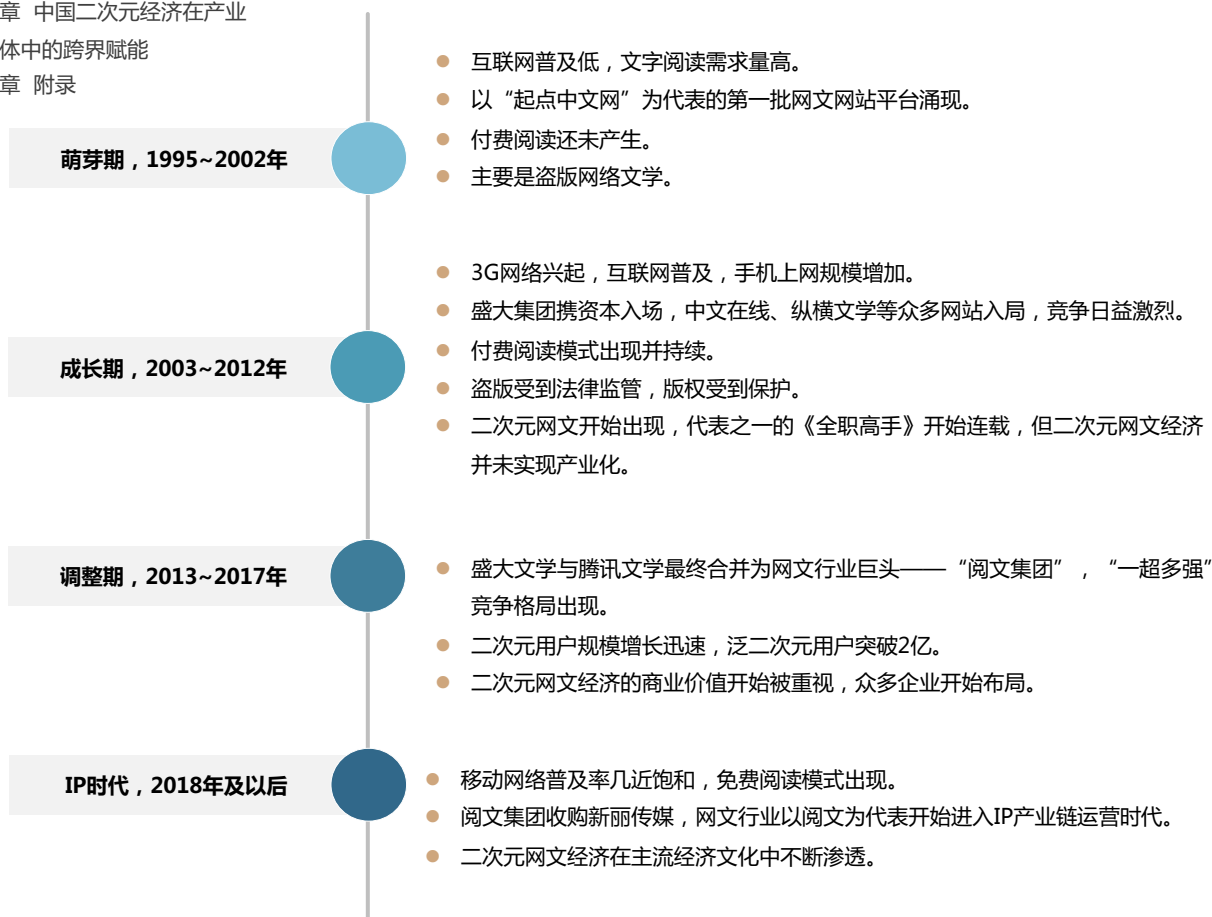 章 中国二次元经济在产业
体中的跨界赋能
章 附录
互联网普及低，文字阅读需求量高。
以“起点中文网”为代表的第一批网文网站平台涌现。
付费阅读还未产生。
主要是盗版网络文学。
萌芽期，1995~2002年
3G网络兴起，互联网普及，手机上网规模增加。
盛大集团携资本入场，中文在线、纵横文学等众多网站入局，竞争日益激烈。
付费阅读模式出现并持续。
盗版受到法律监管，版权受到保护。
二次元网文开始出现，代表之一的《全职高手》开始连载，但二次元网文经济
并未实现产业化。
成长期，2003~2012年
盛大文学与腾讯文学最终合并为网文行业巨头——“阅文集团”，“一超多强”
竞争格局出现。
二次元用户规模增长迅速，泛二次元用户突破2亿。
二次元网文经济的商业价值开始被重视，众多企业开始布局。
调整期，2013~2017年
移动网络普及率几近饱和，免费阅读模式出现。
阅文集团收购新丽传媒，网文行业以阅文为代表开始进入IP产业链运营时代。
二次元网文经济在主流经济文化中不断渗透。
IP时代，2018年及以后